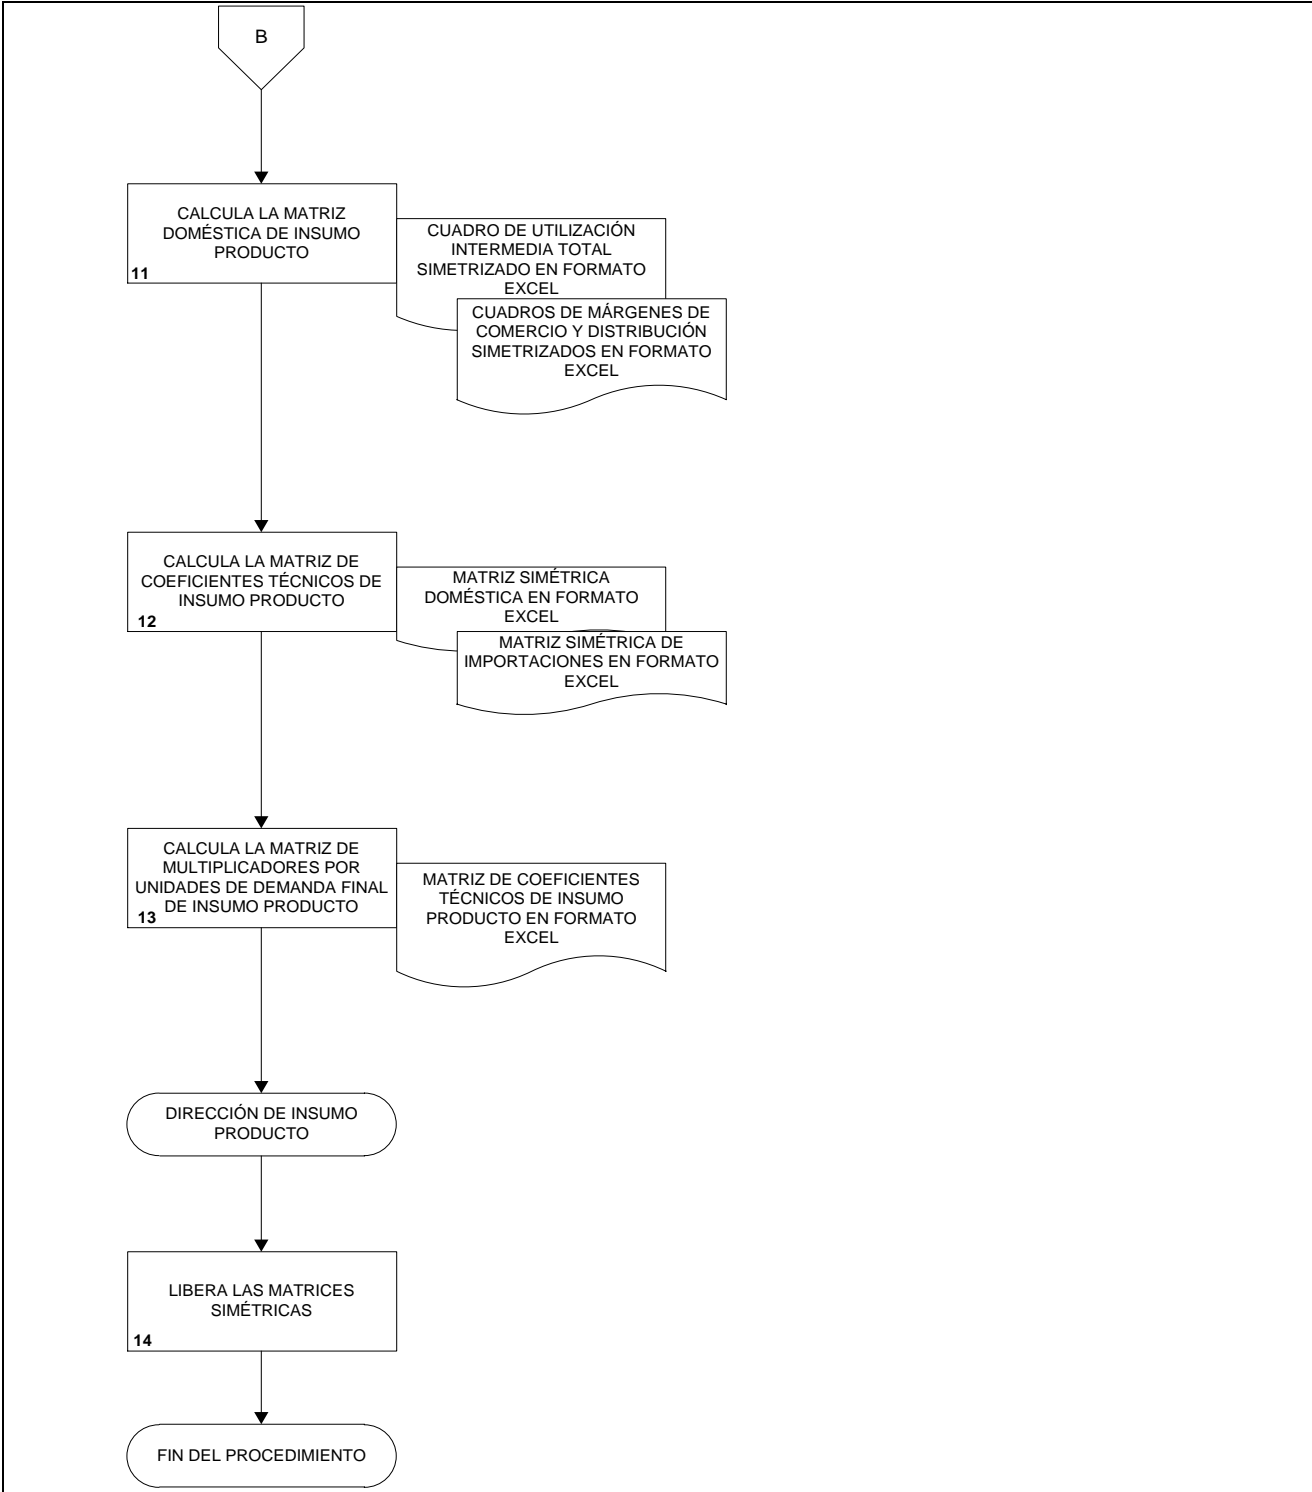 B
CALCULA LA MATRIZ
DOMÉSTICA DE INSUMO
PRODUCTO
11
CUADRO DE UTILIZACIÓN
INTERMEDIA TOTAL
SIMETRIZADO EN FORMATO
EXCEL
CUADROS DE MÁRGENES DE
COMERCIO Y DISTRIBUCIÓN
SIMETRIZADOS EN FORMATO
EXCEL
CALCULA LA MATRIZ DE
COEFICIENTES TÉCNICOS DE
INSUMO PRODUCTO
12
MATRIZ SIMÉTRICA
DOMÉSTICA EN FORMATO
EXCEL
MATRIZ SIMÉTRICA DE
IMPORTACIONES EN FORMATO
EXCEL
CALCULA LA MATRIZ DE
MULTIPLICADORES POR
UNIDADES DE DEMANDA FINAL
DE INSUMO PRODUCTO
13
MATRIZ DE COEFICIENTES
TÉCNICOS DE INSUMO
PRODUCTO EN FORMATO
EXCEL
DIRECCIÓN DE INSUMO
PRODUCTO
LIBERA LAS MATRICES
SIMÉTRICAS
14
FIN DEL PROCEDIMIENTO